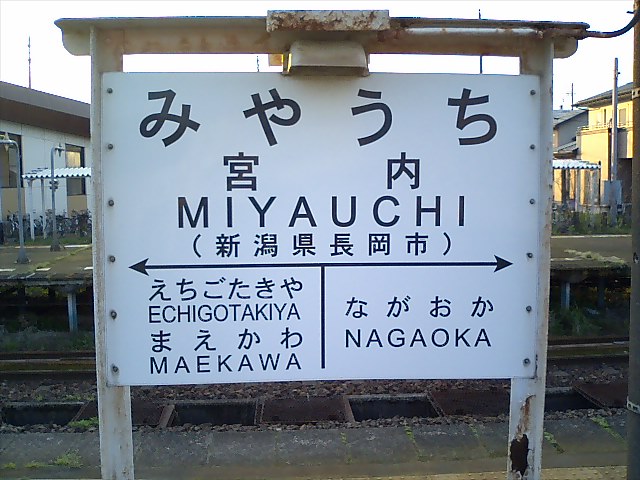 みやうち
宮内
MIYAUCHI
(新潟県長岡市)
えちごたきや
ECHIGOTAKIYA
まえかわ
MAEKAWA
ながおか
NAGAOKA